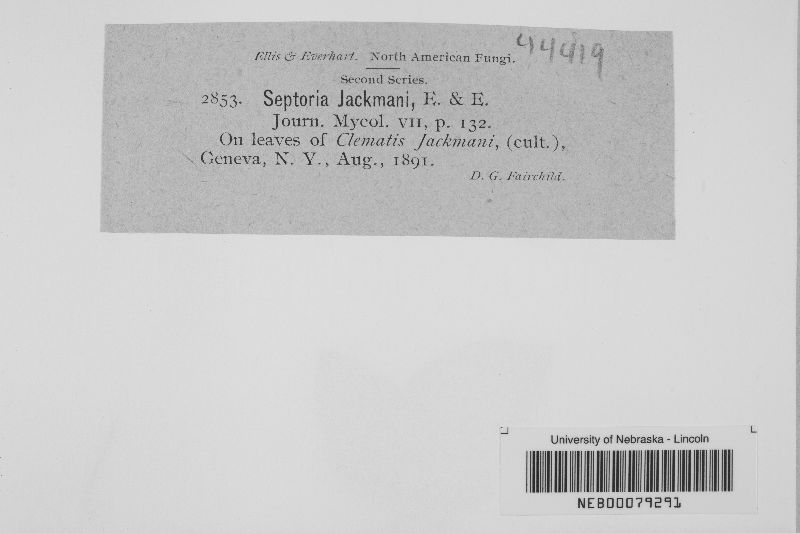 Ellis & Everhart. North American Fungi.
44419
Second Series.
2853. Septoria Jackmani, E. & E.
Journ. Mycol. VII, p. 132.
On leaves of Clematis Jackmani, (cult.),
Geneva, N. Y., Aug., 1891.
D. G. Fairchild.
University of Nebraska - Lincoln
NEB00079291